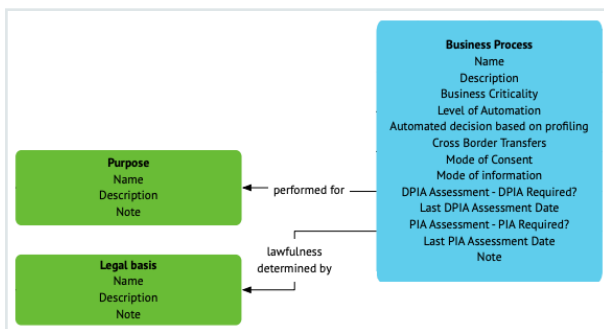 Business Process
Name
Description
Business Criticality
Level of Automation
Automated decision based on profiling
Cross Border Transfers
Mode of Consent
Mode of information
DPIA Assessment - DPIA Required?
Last DPIA Assessment Date
PIA Assessment - PIA Required?
Last PIA Assessment Date
Note
Purpose
Name
Description
Note
performed for
lawfulness
determined by
Legal basis
Name
Description
Note